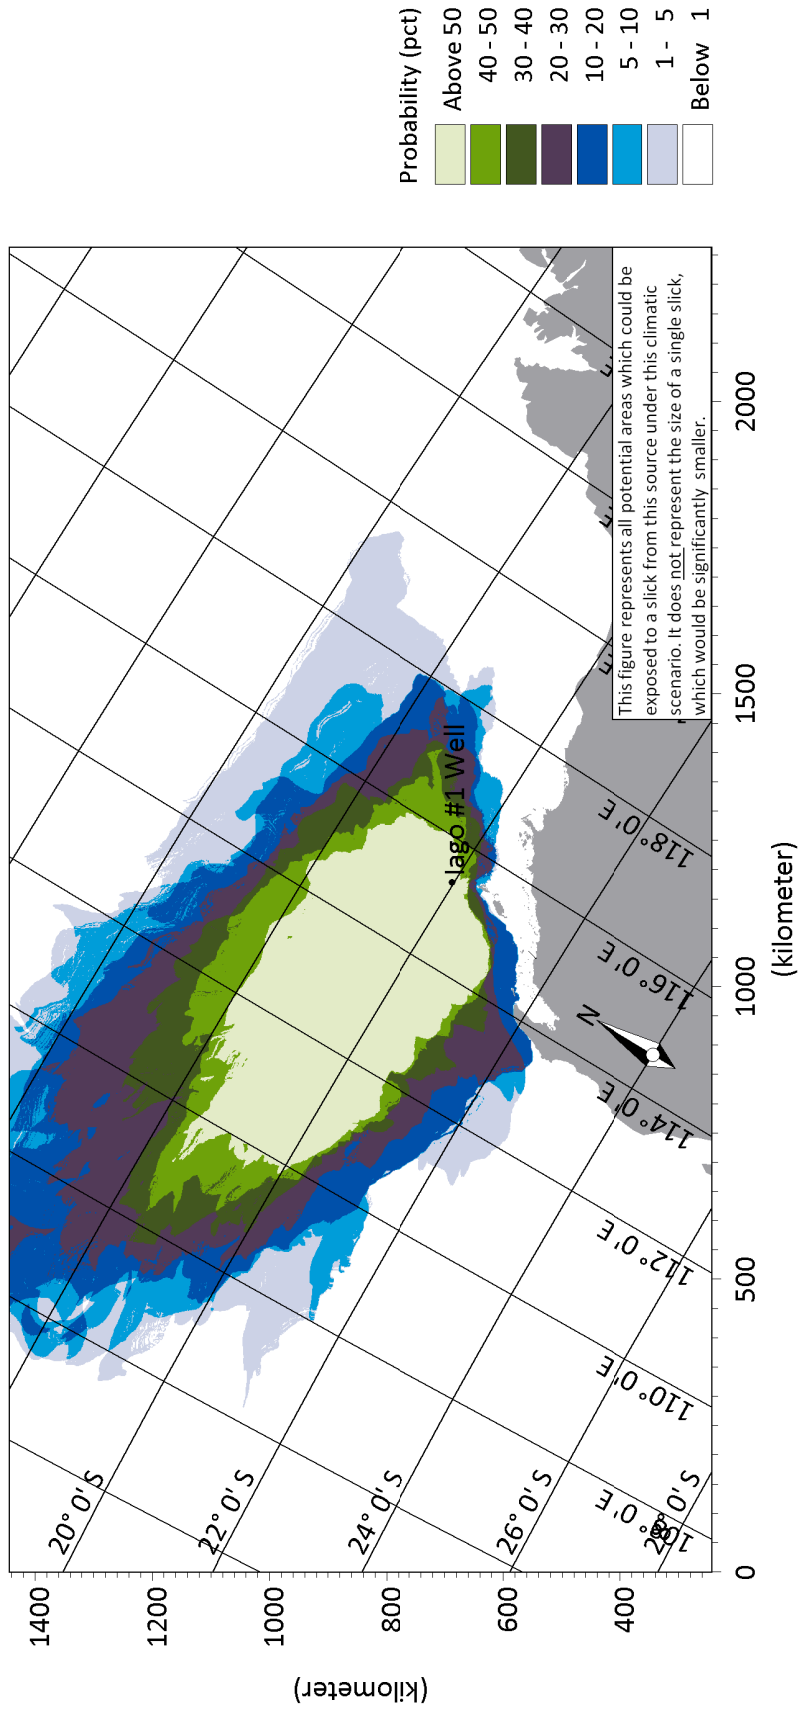 Probability (pct)
Above 50
40 - 50
30 - 40
20 - 30
10 - 20
5 - 10
1 - 5
Below 1
This figure represents all potential areas which could be
exposed to a slick from this source under this climatic
scenario. It does not represent the size of a single slick,
which would be significantly smaller.
Iago #1 Well
N
20° 0' S
22° 0' S
24° 0' S
26° 0' S
28° 0' S
110° 0' E
112° 0' E
114° 0' E
116° 0' E
118° 0' E
E
E
E
1400
1200
1000
800
600
400
(kilometer)
0
500
1000
1500
2000
(kilometer)